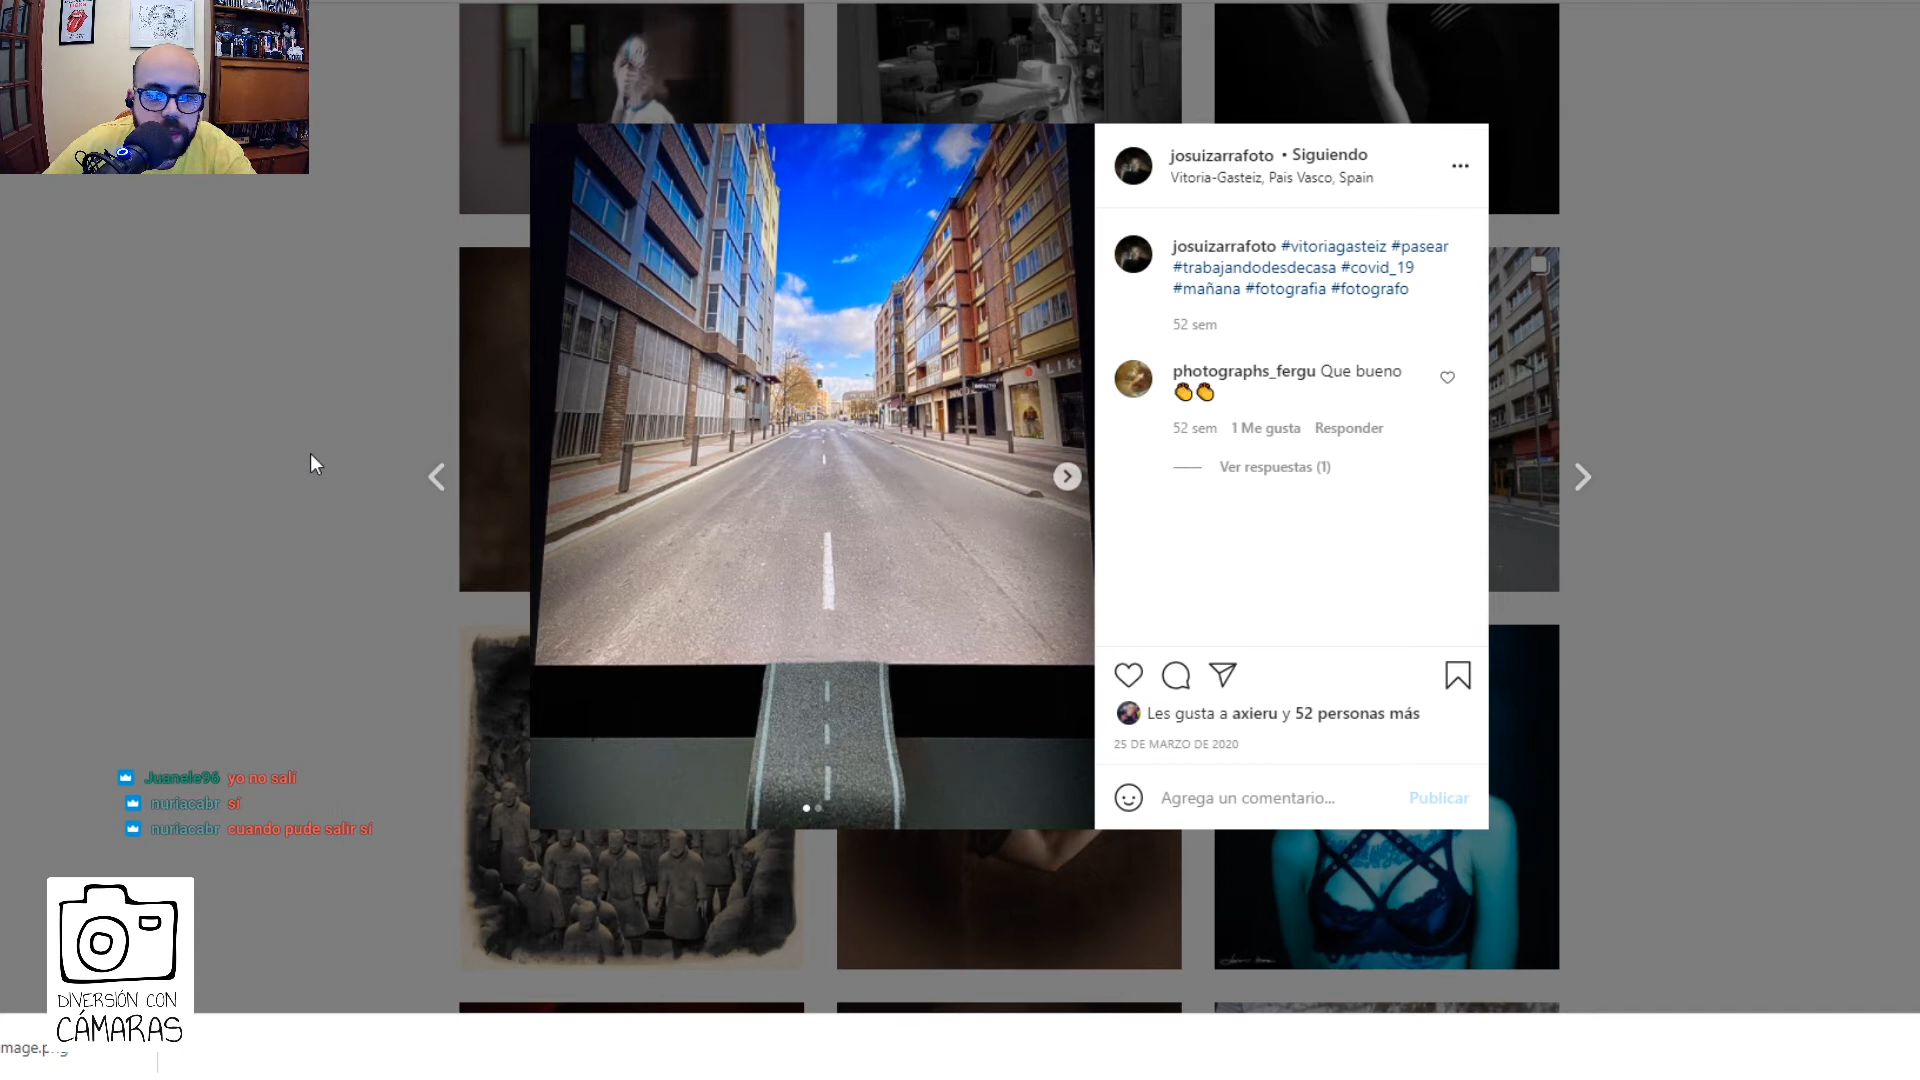 josuizarrafoto • Siguiendo
Vitoria-Gasteiz, Pais Vasco, Spain
josuizarrafoto #vitoriagasteiz #pasear
#trabajandodesdecasa #covid_19
#mañana #fotografia #fotografo
52 sem
photographs_fergu Que bueno
👏👏
52 sem 1 Me gusta Responder
Ver respuestas (1)
Les gusta a axieru y 52 personas más
25 DE MARZO DE 2020
Agrega un comentario... Publicar
Juanele96 yo no salí
nuriacabr sí
nuriacabr cuando pude salir sí
DIVERSIÓN CON
CÁMARAS